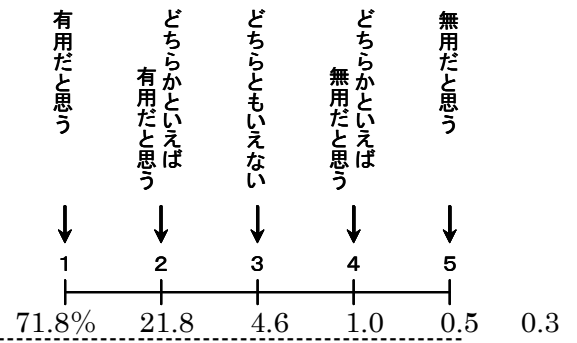 有用だと思う
どちらかといえば
有用だと思う
どちらともいえない
どちらかといえば
無用だと思う
無用だと思う
1 2 3 4 5
71.8% 21.8 4.6 1.0 0.5 0.3